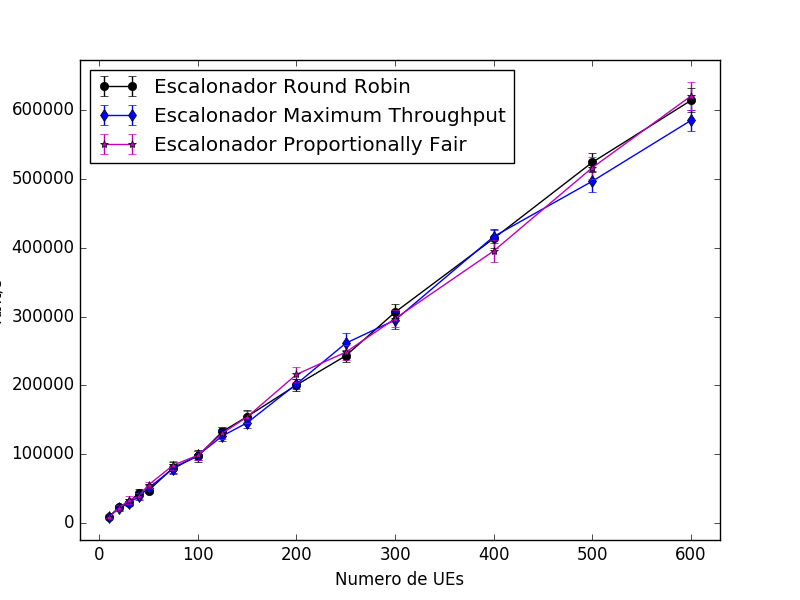 Escalonador Round Robin
Escalonador Maximum Throughput
Escalonador Proportionally Fair
600000
500000
400000
300000
200000
100000
0
0 100 200 300 400 500 600
Numero de UEs